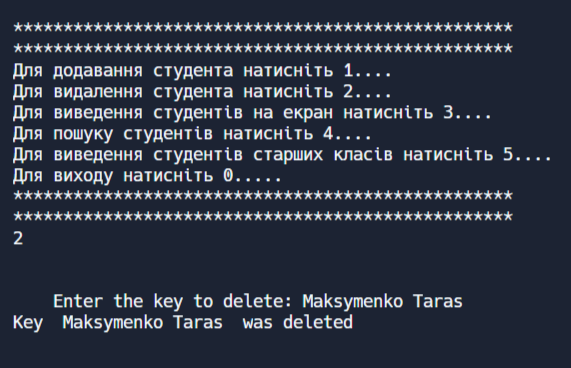 **************************************************
**************************************************
Для додавання студента натисніть 1....
Для видалення студента натисніть 2....
Для виведення студентів на екран натисніть 3....
Для пошуку студентів натисніть 4....
Для виведення студентів старших класів натисніть 5....
Для виходу натисніть 0.....
**************************************************
**************************************************
2
Enter the key to delete: Maksymenko Taras
Key  Maksymenko Taras  was deleted